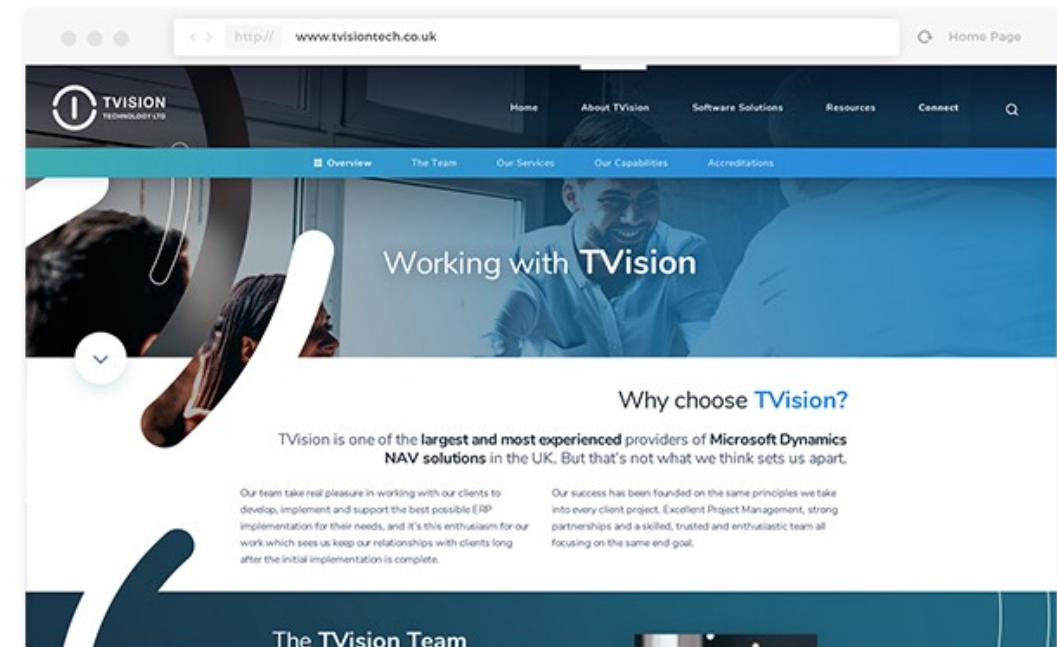 http://
www.tvisiontech.co.uk
Home Page
TVISION
TECHNOLOGY LTD
Home
About TVision
Software Solutions
Resources
Connect
Overview
The Team
Our Services
Our Capabilities
Accreditations
Working with TVision
Why choose TVision?
TVision is one of the largest and most experienced providers of Microsoft Dynamics
NAV solutions in the UK. But that's not what we think sets us apart.
Our team take real pleasure in working with our clients to
develop, implement and support the best possible ERP
implementation for their needs, and it's this enthusiasm for our
work which sees us keep our relationships with clients long
after the initial implementation is complete.
Our success has been founded on the same principles we take
into every client project. Excellent Project Management, strong
partnerships and a skilled, trusted and enthusiastic team all
focusing on the same end goal.
The TVision Team